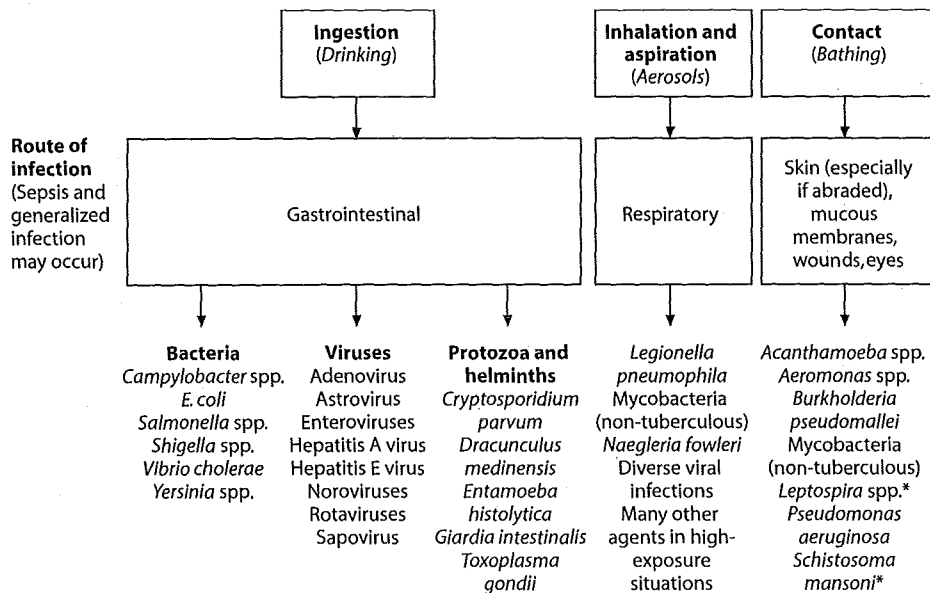 Ingestion
(Drinking)
Inhalation and
aspiration
(Aerosols)
Contact
(Bathing)
Route of
infection
(Sepsis and
generalized
infection
may occur)
Gastrointestinal
Respiratory
Skin (especially
if abraded),
mucous
membranes,
wounds, eyes
Bacteria
Campylobacter spp.
E. coli
Salmonella spp.
Shigella spp.
Vibrio cholerae
Yersinia spp.
Viruses
Adenovirus
Astrovirus
Enteroviruses
Hepatitis A virus
Hepatitis E virus
Noroviruses
Rotaviruses
Sapovirus
Protozoa and
helminths
Cryptosporidium
parvum
Dracunculus
medinensis
Entamoeba
histolytica
Giardia intestinalis
Toxoplasma
gondii
Legionella
pneumophila
Mycobacteria
(non-tuberculous)
Naegleria fowleri
Diverse viral
infections
Many other
agents in high-
exposure
situations
Acanthamoeba spp.
Aeromonas spp.
Burkholderia
pseudomallei
Mycobacteria
(non-tuberculous)
Leptospira spp.*
Pseudomonas
aeruginosa
Schistosoma
mansoni*